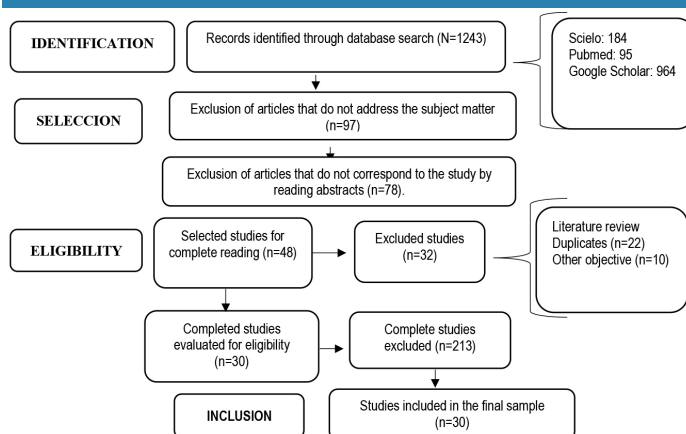 IDENTIFICATION
Records identified through database search (N=1243)
Scielo: 184
Pubmed: 95
Google Scholar: 964
SELECCION
Exclusion of articles that do not address the subject matter
(n=97)
Exclusion of articles that do not correspond to the study by
reading abstracts (n=78).
ELIGIBILITY
Selected studies for
complete reading (n=48)
Excluded studies
(n=32)
Literature review
Duplicates (n=22)
Other objective (n=10)
Completed studies
evaluated for eligibility
(n=30)
Complete studies
excluded (n=213)
INCLUSION
Studies included in the final sample
(n=30)